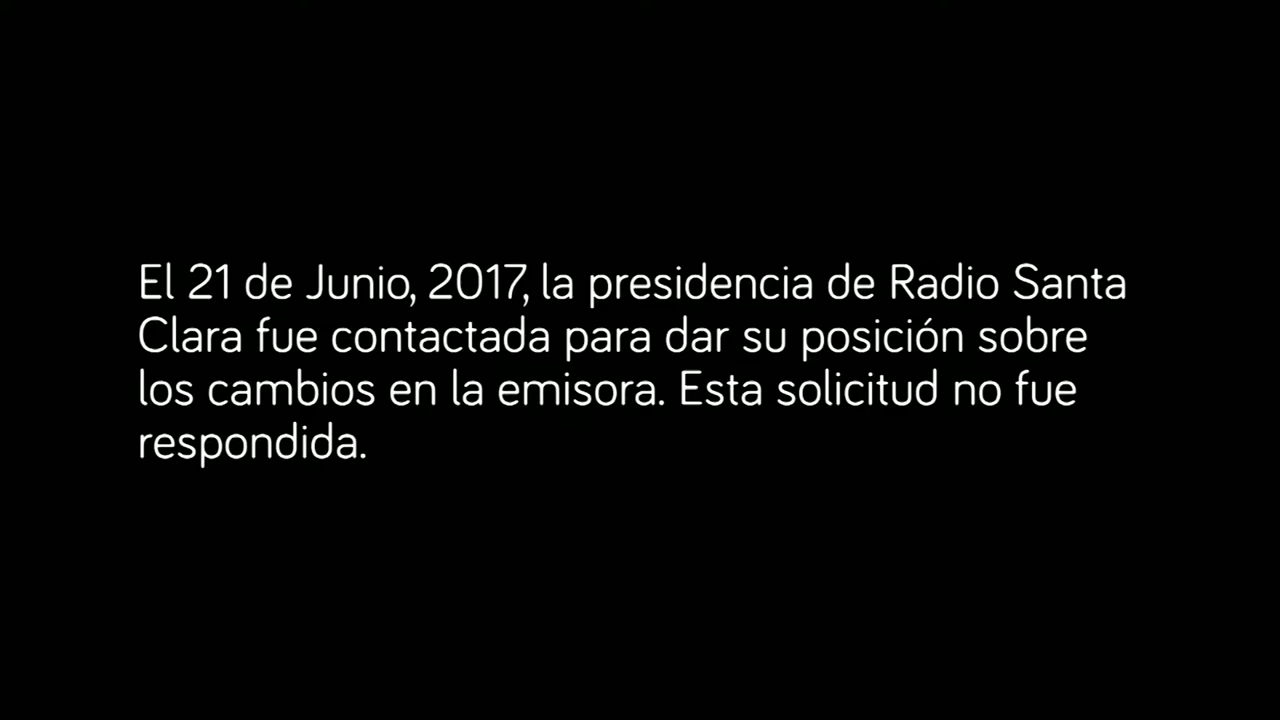 El 21 de Junio, 2017, la presidencia de Radio Santa
Clara fue contactada para dar su posición sobre
los cambios en la emisora. Esta solicitud no fue
respondida.